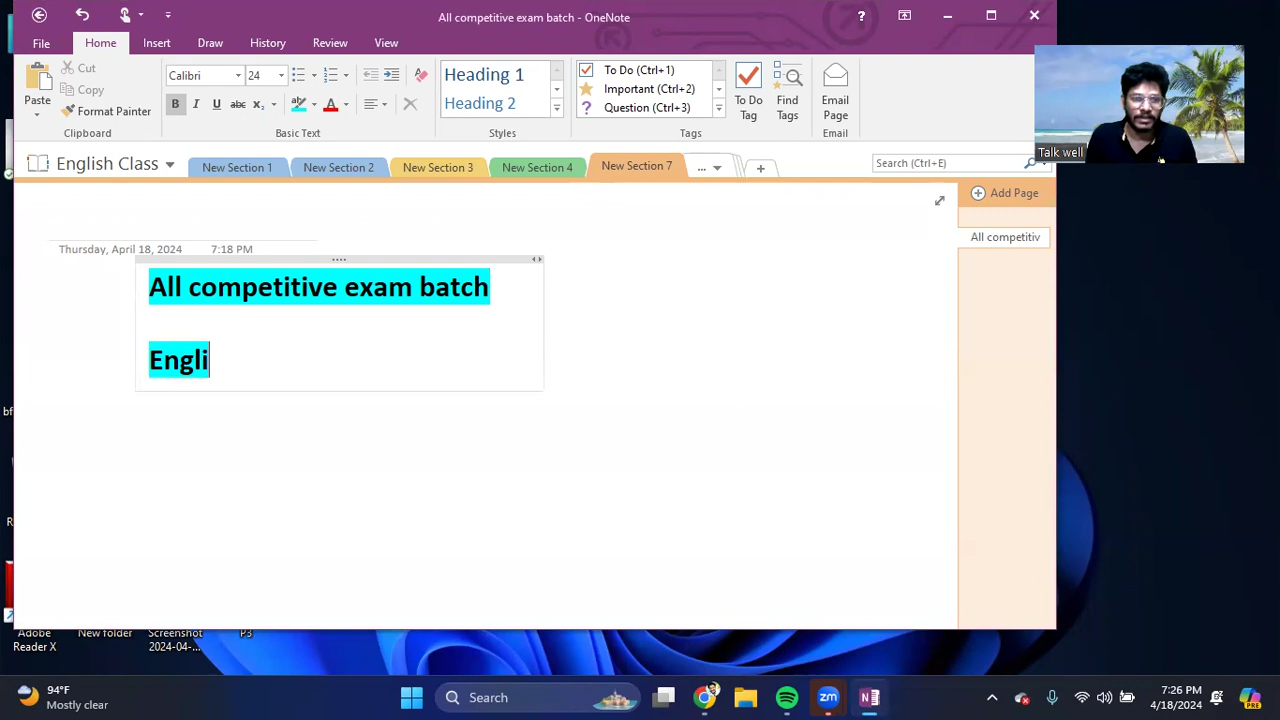 All competitive exam batch - OneNote
?
File
Home
Insert
Draw
History
Review
View
Paste
Cut
Copy
Format Painter
Clipboard
Calibri
24
B I U abc x₂
A
Basic Text
Heading 1
Heading 2
Styles
To Do (Ctrl+1)
Important (Ctrl+2)
? Question (Ctrl+3)
To Do
Tag
Find
Tags
Tags
Email
Page
Email
Talk well
English Class
New Section 1
New Section 2
New Section 3
New Section 4
New Section 7
...
Search (Ctrl+E)
Add Page
All competitiv
Thursday, April 18, 2024 7:18 PM
All competitive exam batch
Engli
Adobe
Reader X
New folder
Screenshot
2024-04-...
P3
94°F
Mostly clear
Search
zm
N
7:26 PM
4/18/2024
PRE